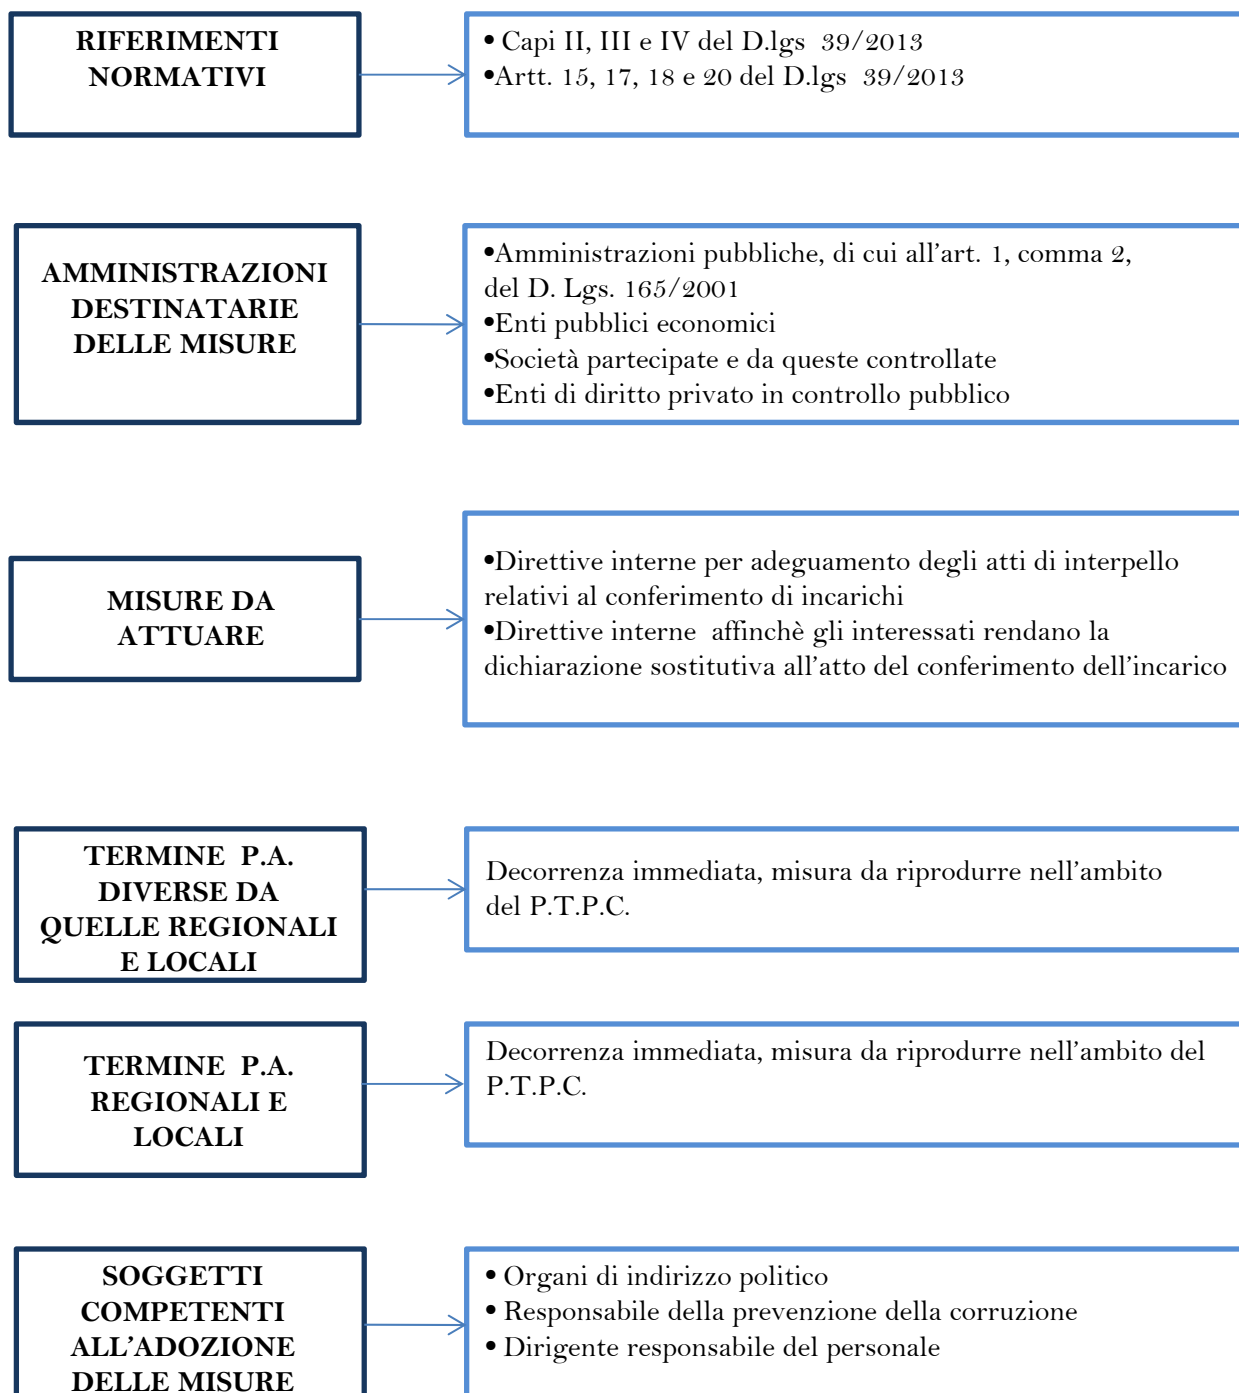 RIFERIMENTI
NORMATIVI
• Capi II, III e IV del D.lgs 39/2013
•Artt. 15, 17, 18 e 20 del D.lgs 39/2013
AMMINISTRAZIONI
DESTINATARIE
DELLE MISURE
•Amministrazioni pubbliche, di cui all’art. 1, comma 2,
del D. Lgs. 165/2001
•Enti pubblici economici
•Società partecipate e da queste controllate
•Enti di diritto privato in controllo pubblico
MISURE DA
ATTUARE
•Direttive interne per adeguamento degli atti di interpello
relativi al conferimento di incarichi
•Direttive interne affinchè gli interessati rendano la
dichiarazione sostitutiva all’atto del conferimento dell’incarico
TERMINE P.A.
DIVERSE DA
QUELLE REGIONALI
E LOCALI
Decorrenza immediata, misura da riprodurre nell’ambito
del P.T.P.C.
TERMINE P.A.
REGIONALI E
LOCALI
Decorrenza immediata, misura da riprodurre nell’ambito del
P.T.P.C.
SOGGETTI
COMPETENTI
ALL’ADOZIONE
DELLE MISURE
• Organi di indirizzo politico
• Responsabile della prevenzione della corruzione
• Dirigente responsabile del personale